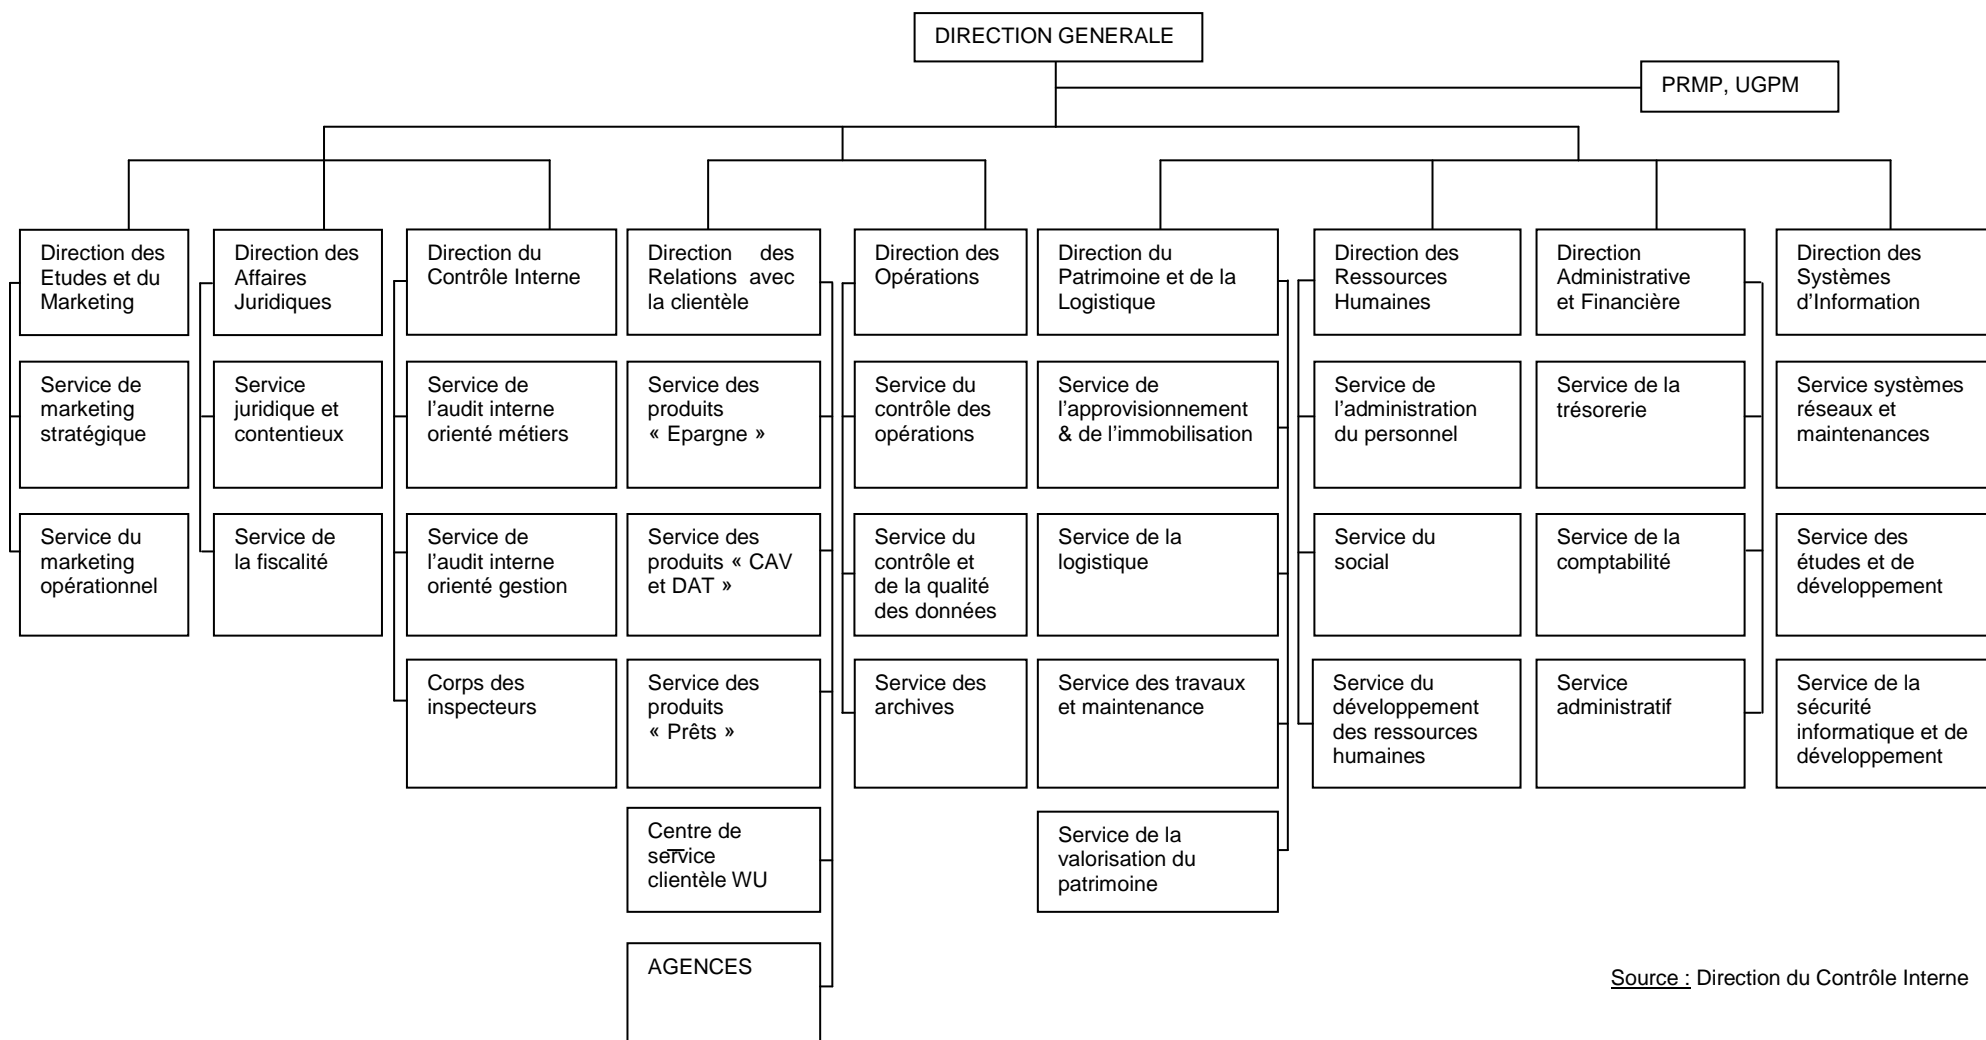 DIRECTION GENERALE
PRMP, UGPM
Direction des
Etudes et du
Marketing
Direction des
Affaires
Juridiques
Direction du
Contrôle Interne
Direction des
Relations avec
la clientèle
Direction des
Opérations
Direction du
Patrimoine et de la
Logistique
Direction des
Ressources
Humaines
Direction
Administrative
et Financière
Direction des
Systèmes
d’Information
Service de
marketing
stratégique
Service
juridique et
contentieux
Service de
l’audit interne
orienté métiers
Service des
produits
« Epargne »
Service du
contrôle des
opérations
Service de
l’approvisionnement
& de l’immobilisation
Service de
l’administration
du personnel
Service de la
trésorerie
Service systèmes
réseaux et
maintenances
Service du
marketing
opérationnel
Service de
la fiscalité
Service de
l’audit interne
orienté gestion
Service des
produits « CAV
et DAT »
Service du
contrôle et
de la qualité
des données
Service de la
logistique
Service du
social
Service de la
comptabilité
Service des
études et de
développement
Corps des
inspecteurs
Service des
produits
« Prêts »
Service des
archives
Service des travaux
et maintenance
Service du
développement
des ressources
humaines
Service
administratif
Service de la
sécurité
informatique et de
développement
Centre de
service
clientèle WU
Service de la
valorisation du
patrimoine
AGENCES
Source : Direction du Contrôle Interne